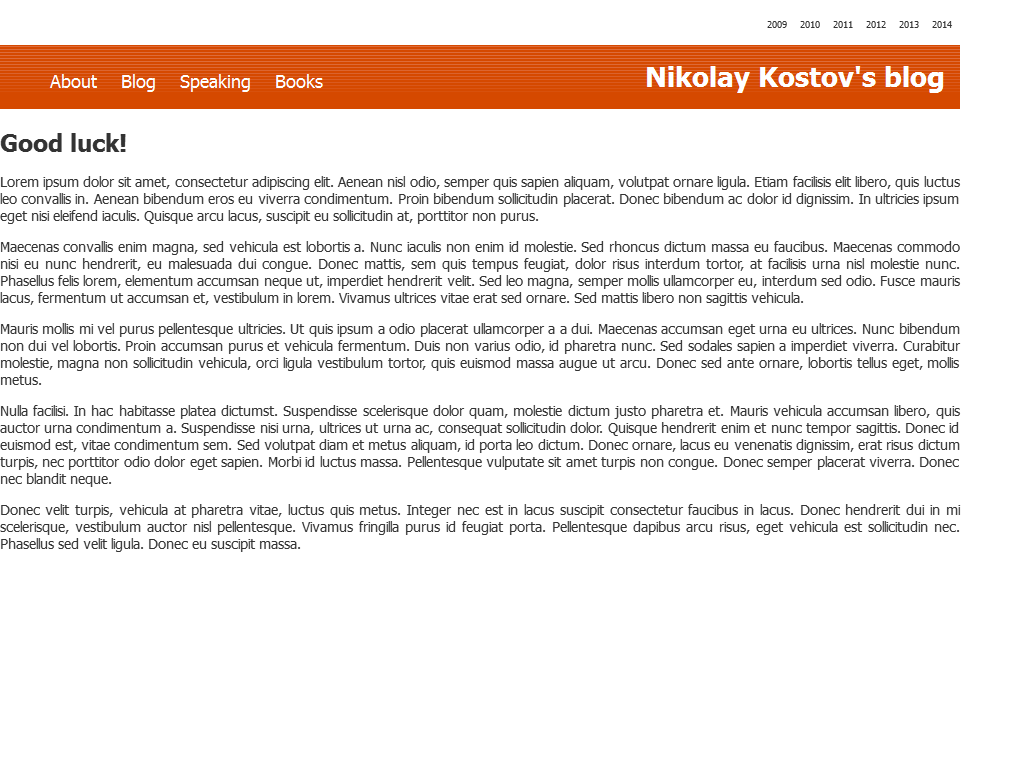 2009 2010 2011 2012 2013 2014
About Blog Speaking Books Nikolay Kostov's blog
Good luck!
Lorem ipsum dolor sit amet, consectetur adipiscing elit. Aenean nisl odio, semper quis sapien aliquam, volutpat ornare ligula. Etiam facilisis elit libero, quis luctus
leo convallis in. Aenean bibendum eros eu viverra condimentum. Proin bibendum sollicitudin placerat. Donec bibendum ac dolor id dignissim. In ultricies ipsum
eget nisi eleifend iaculis. Quisque arcu lacus, suscipit eu sollicitudin at, porttitor non purus.
Maecenas convallis enim magna, sed vehicula est lobortis a. Nunc iaculis non enim id molestie. Sed rhoncus dictum massa eu faucibus. Maecenas commodo
nisi eu nunc hendrerit, eu malesuada dui congue. Donec mattis, sem quis tempus feugiat, dolor risus interdum tortor, at facilisis urna nisl molestie nunc.
Phasellus felis lorem, elementum accumsan neque ut, imperdiet hendrerit velit. Sed leo magna, semper mollis ullamcorper eu, interdum sed odio. Fusce mauris
lacus, fermentum ut accumsan et, vestibulum in lorem. Vivamus ultrices vitae erat sed ornare. Sed mattis libero non sagittis vehicula.
Mauris mollis mi vel purus pellentesque ultricies. Ut quis ipsum a odio placerat ullamcorper a a dui. Maecenas accumsan eget urna eu ultrices. Nunc bibendum
non dui vel lobortis. Proin accumsan purus et vehicula fermentum. Duis non varius odio, id pharetra nunc. Sed sodales sapien a imperdiet viverra. Curabitur
molestie, magna non sollicitudin vehicula, orci ligula vestibulum tortor, quis euismod massa augue ut arcu. Donec sed ante ornare, lobortis tellus eget, mollis
metus.
Nulla facilisi. In hac habitasse platea dictumst. Suspendisse scelerisque dolor quam, molestie dictum justo pharetra et. Mauris vehicula accumsan libero, quis
auctor urna condimentum a. Suspendisse nisi urna, ultrices ut urna ac, consequat sollicitudin dolor. Quisque hendrerit enim et nunc tempor sagittis. Donec id
euismod est, vitae condimentum sem. Sed volutpat diam et metus aliquam, id porta leo dictum. Donec ornare, lacus eu venenatis dignissim, erat risus dictum
turpis, nec porttitor odio dolor eget sapien. Morbi id luctus massa. Pellentesque vulputate sit amet turpis non congue. Donec semper placerat viverra. Donec
nec blandit neque.
Donec velit turpis, vehicula at pharetra vitae, luctus quis metus. Integer nec est in lacus suscipit consectetur faucibus in lacus. Donec hendrerit dui in mi
scelerisque, vestibulum auctor nisl pellentesque. Vivamus fringilla purus id feugiat porta. Pellentesque dapibus arcu risus, eget vehicula est sollicitudin nec.
Phasellus sed velit ligula. Donec eu suscipit massa.